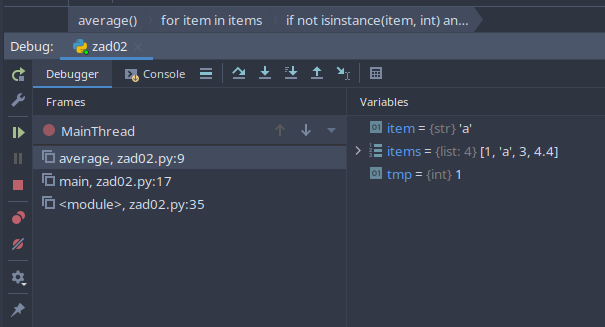 average() for item in items if not isinstance(item, int) an...
Debug: zad02
Debugger Console
Frames Variables
MainThread
average, zad02.py:9
main, zad02.py:17
<module>, zad02.py:35
item = {str} 'a'
items = {list: 4} [1, 'a', 3, 4.4]
tmp = {int} 1